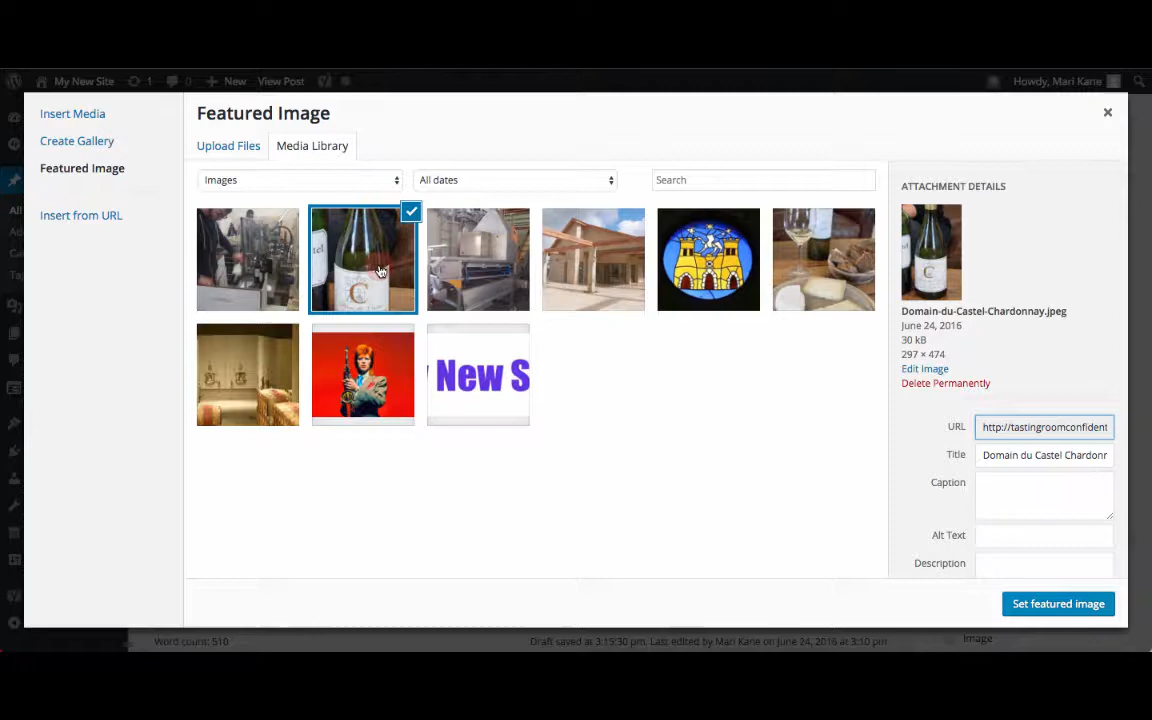 My New Site 1 0 New View Post Howdy, Mari Kane
Insert Media
Create Gallery
Featured Image
Insert from URL
Featured Image
Upload Files Media Library
Images All dates Search
C
New S
ATTACHMENT DETAILS
Domain-du-Castel-Chardonnay.jpeg
June 24, 2016
30 kB
297 × 474
Edit Image
Delete Permanently
URL http://tastingroomconfident
Title Domain du Castel Chardonr
Caption
Alt Text
Description
Set featured image
Word count: 510 Draft saved at 3:15:30 pm. Last edited by Mari Kane on June 24, 2016 at 3:10 pm Image